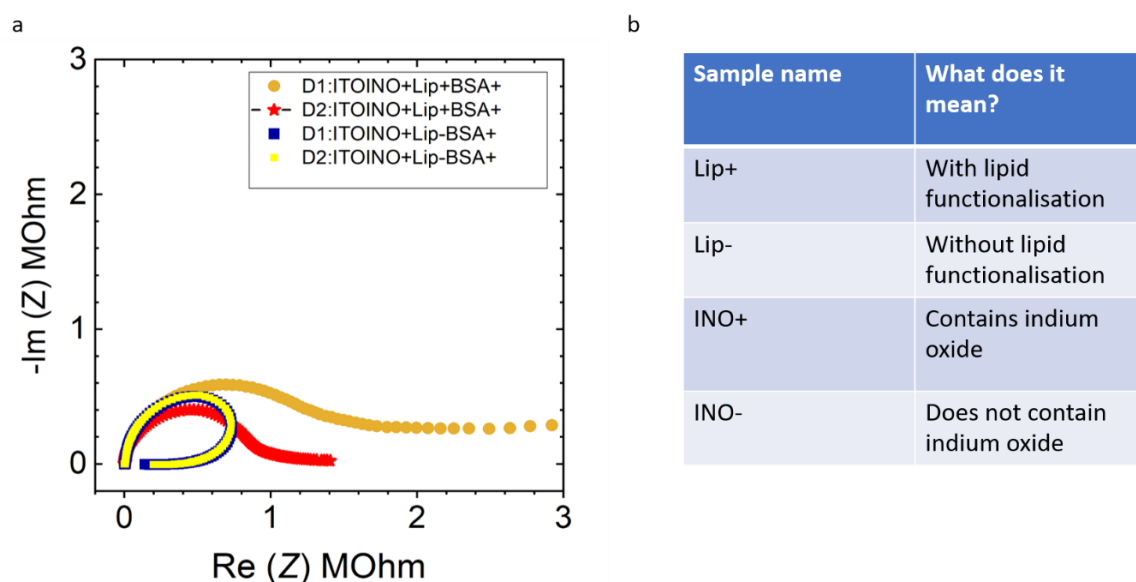 a
b
3
2
1
0
-Im (Z) MOhm
D1:ITOINO+Lip+BSA+
D2:ITOINO+Lip+BSA+
D1:ITOINO+Lip-BSA+
D2:ITOINO+Lip-BSA+
0 1 2 3
Re (Z) MOhm
Sample name
What does it
mean?
Lip+
With lipid
functionalisation
Lip-
Without lipid
functionalisation
INO+
Contains indium
oxide
INO-
Does not contain
indium oxide